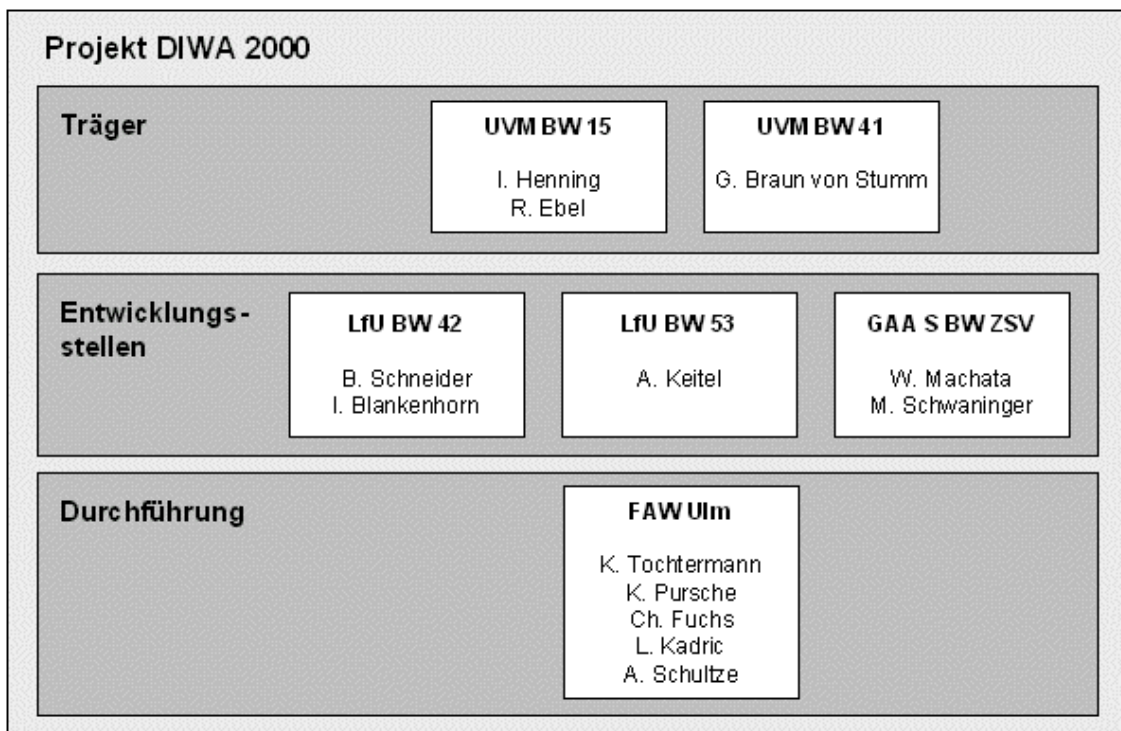 Projekt DIWA 2000
Träger
UVM BW 15
I. Henning
R. Ebel
UVM BW 41
G. Braun von Stumm
Entwicklungs-
stellen
LfU BW 42
B. Schneider
I. Blankenhorn
LfU BW 53
A. Keitel
GAA S BW ZSV
W. Machata
M. Schwaninger
Durchführung
FAW Ulm
K. Tochtermann
K. Pursche
Ch. Fuchs
L. Kadric
A. Schultze